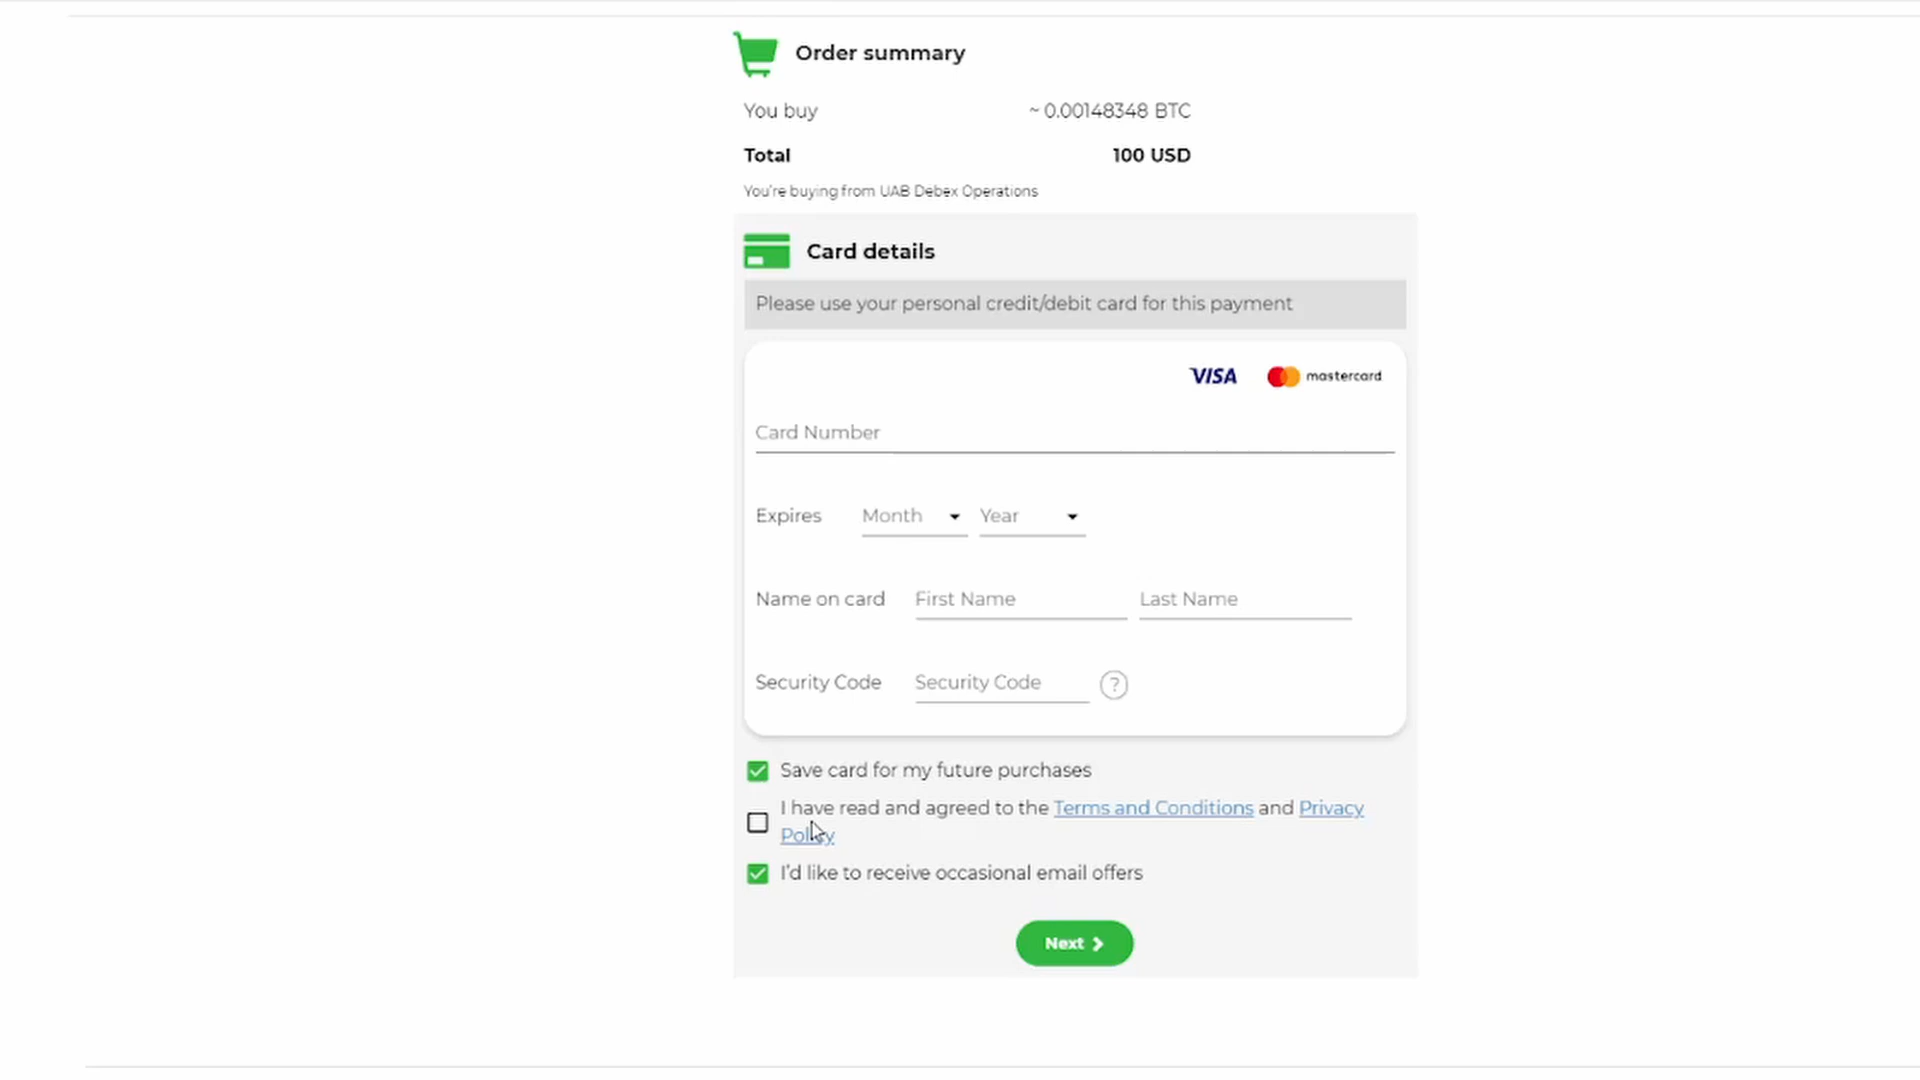 Order summary
You buy ~ 0.00148348 BTC
Total 100 USD
You're buying from UAB Debex Operations
Card details
Please use your personal credit/debit card for this payment
VISA mastercard
Card Number
Expires Month Year
Name on card First Name Last Name
Security Code Security Code ?
Save card for my future purchases
I have read and agreed to the Terms and Conditions and Privacy
Policy
I'd like to receive occasional email offers
Next